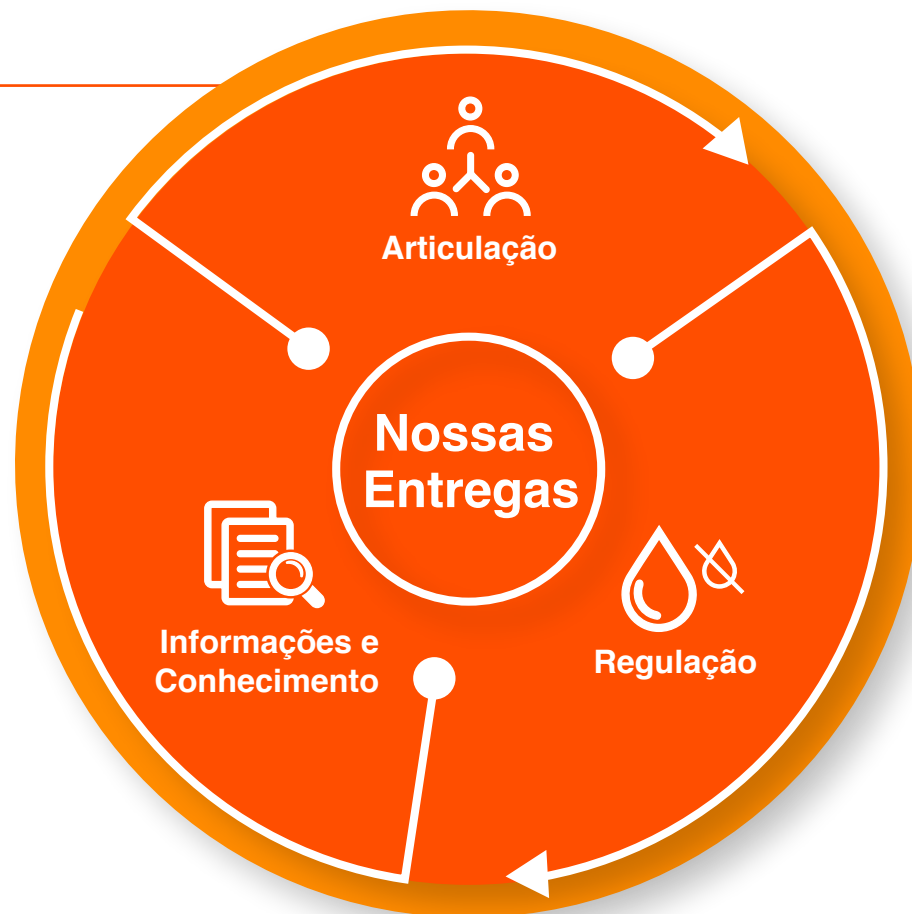 Articulação
Nossas
Entregas
Informações e
Conhecimento
Regulação